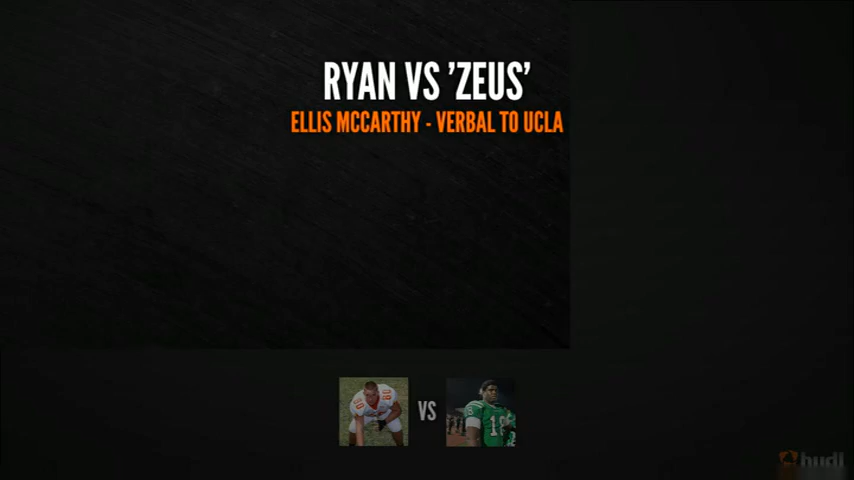 RYAN VS 'ZEUS'
ELLIS MCCARTHY - VERBAL TO UCLA
VS
hudl